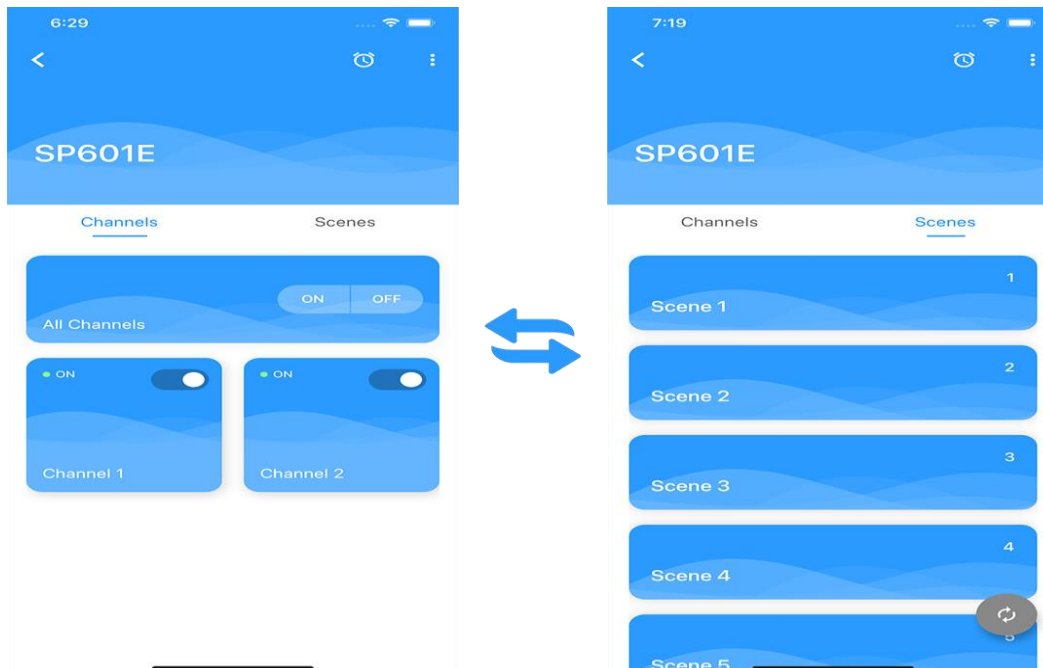 6:29
SP601E
Channels Scenes
ON OFF
All Channels
ON ON
Channel 1 Channel 2
7:19
SP601E
Channels Scenes
1
Scene 1
2
Scene 2
3
Scene 3
4
Scene 4
5
Scene 5